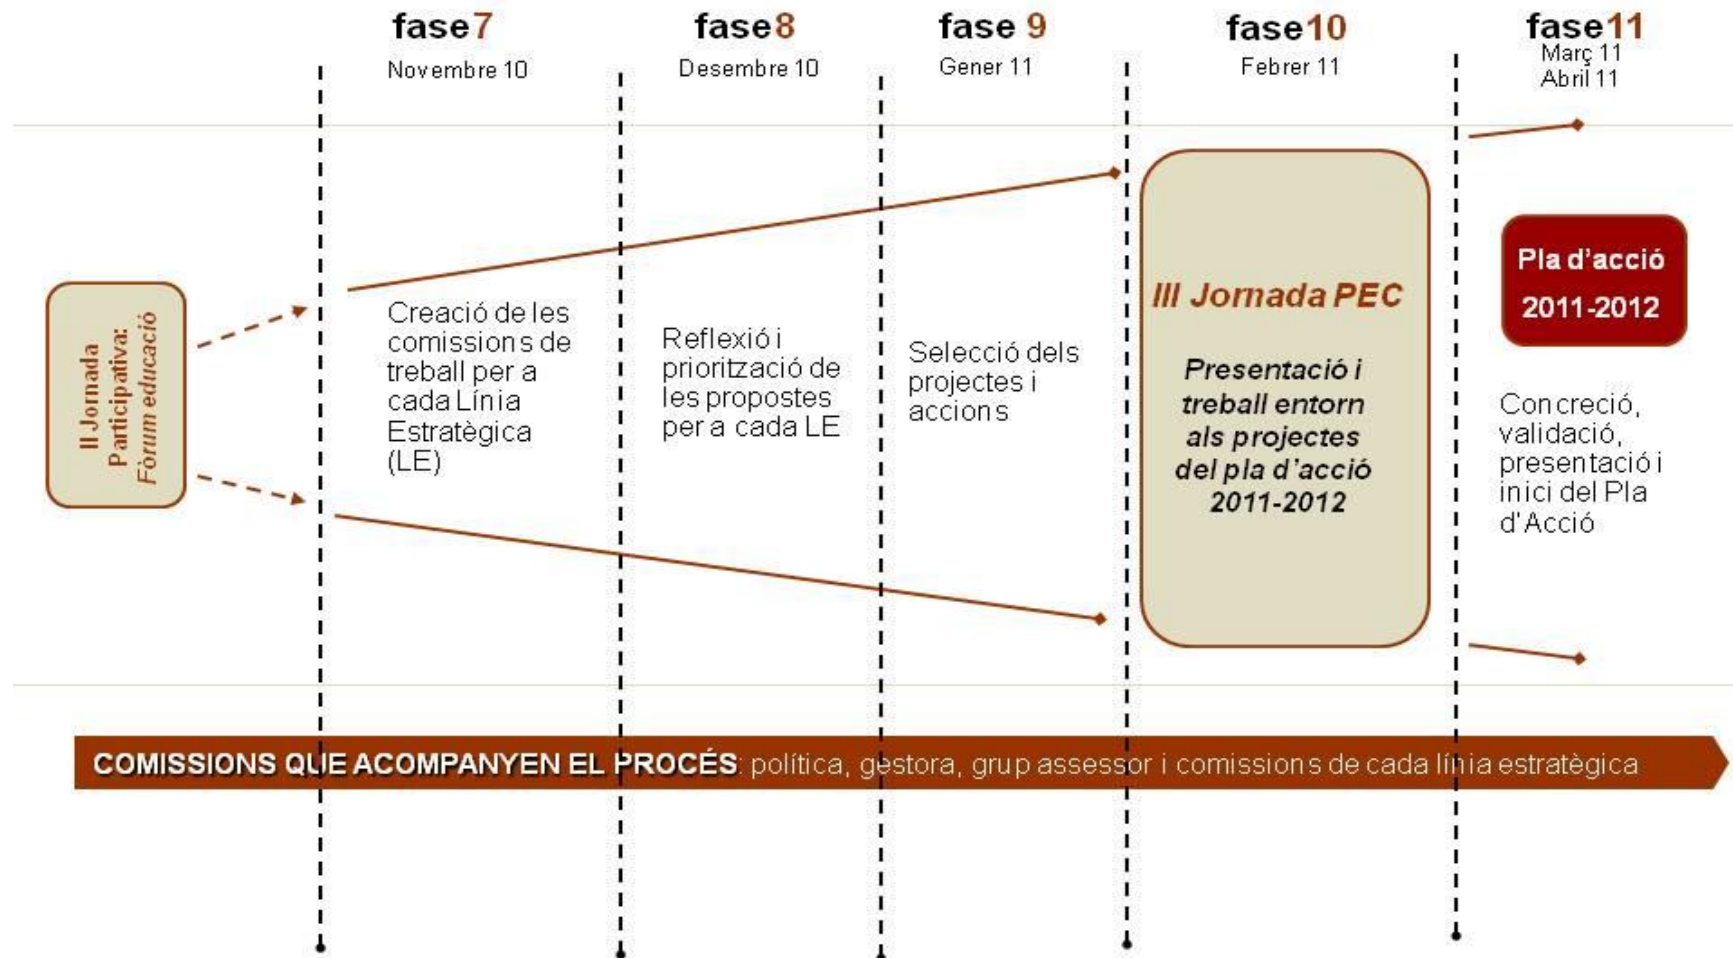 fase7
Novembre 10
fase8
Desembre 10
fase 9
Gener 11
fase10
Febrer 11
fase11
Març 11
Abril 11
II Jornada
Participativa:
Fòrum educació
Creació de les
comissions de
treball per a
cada Línia
Estratègica
(LE)
Reflexió i
priorització de
les propostes
per a cada LE
Selecció dels
projectes i
accions
III Jornada PEC
Presentació i
treball entorn
als projectes
del pla d'acció
2011-2012
Pla d'acció
2011-2012
Concreció,
validació,
presentació i
inici del Pla
d'Acció
COMISSIONS QUE ACOMPANYEN EL PROCÉS: política, gestora, grup assessor i comissions de cada línia estratègica